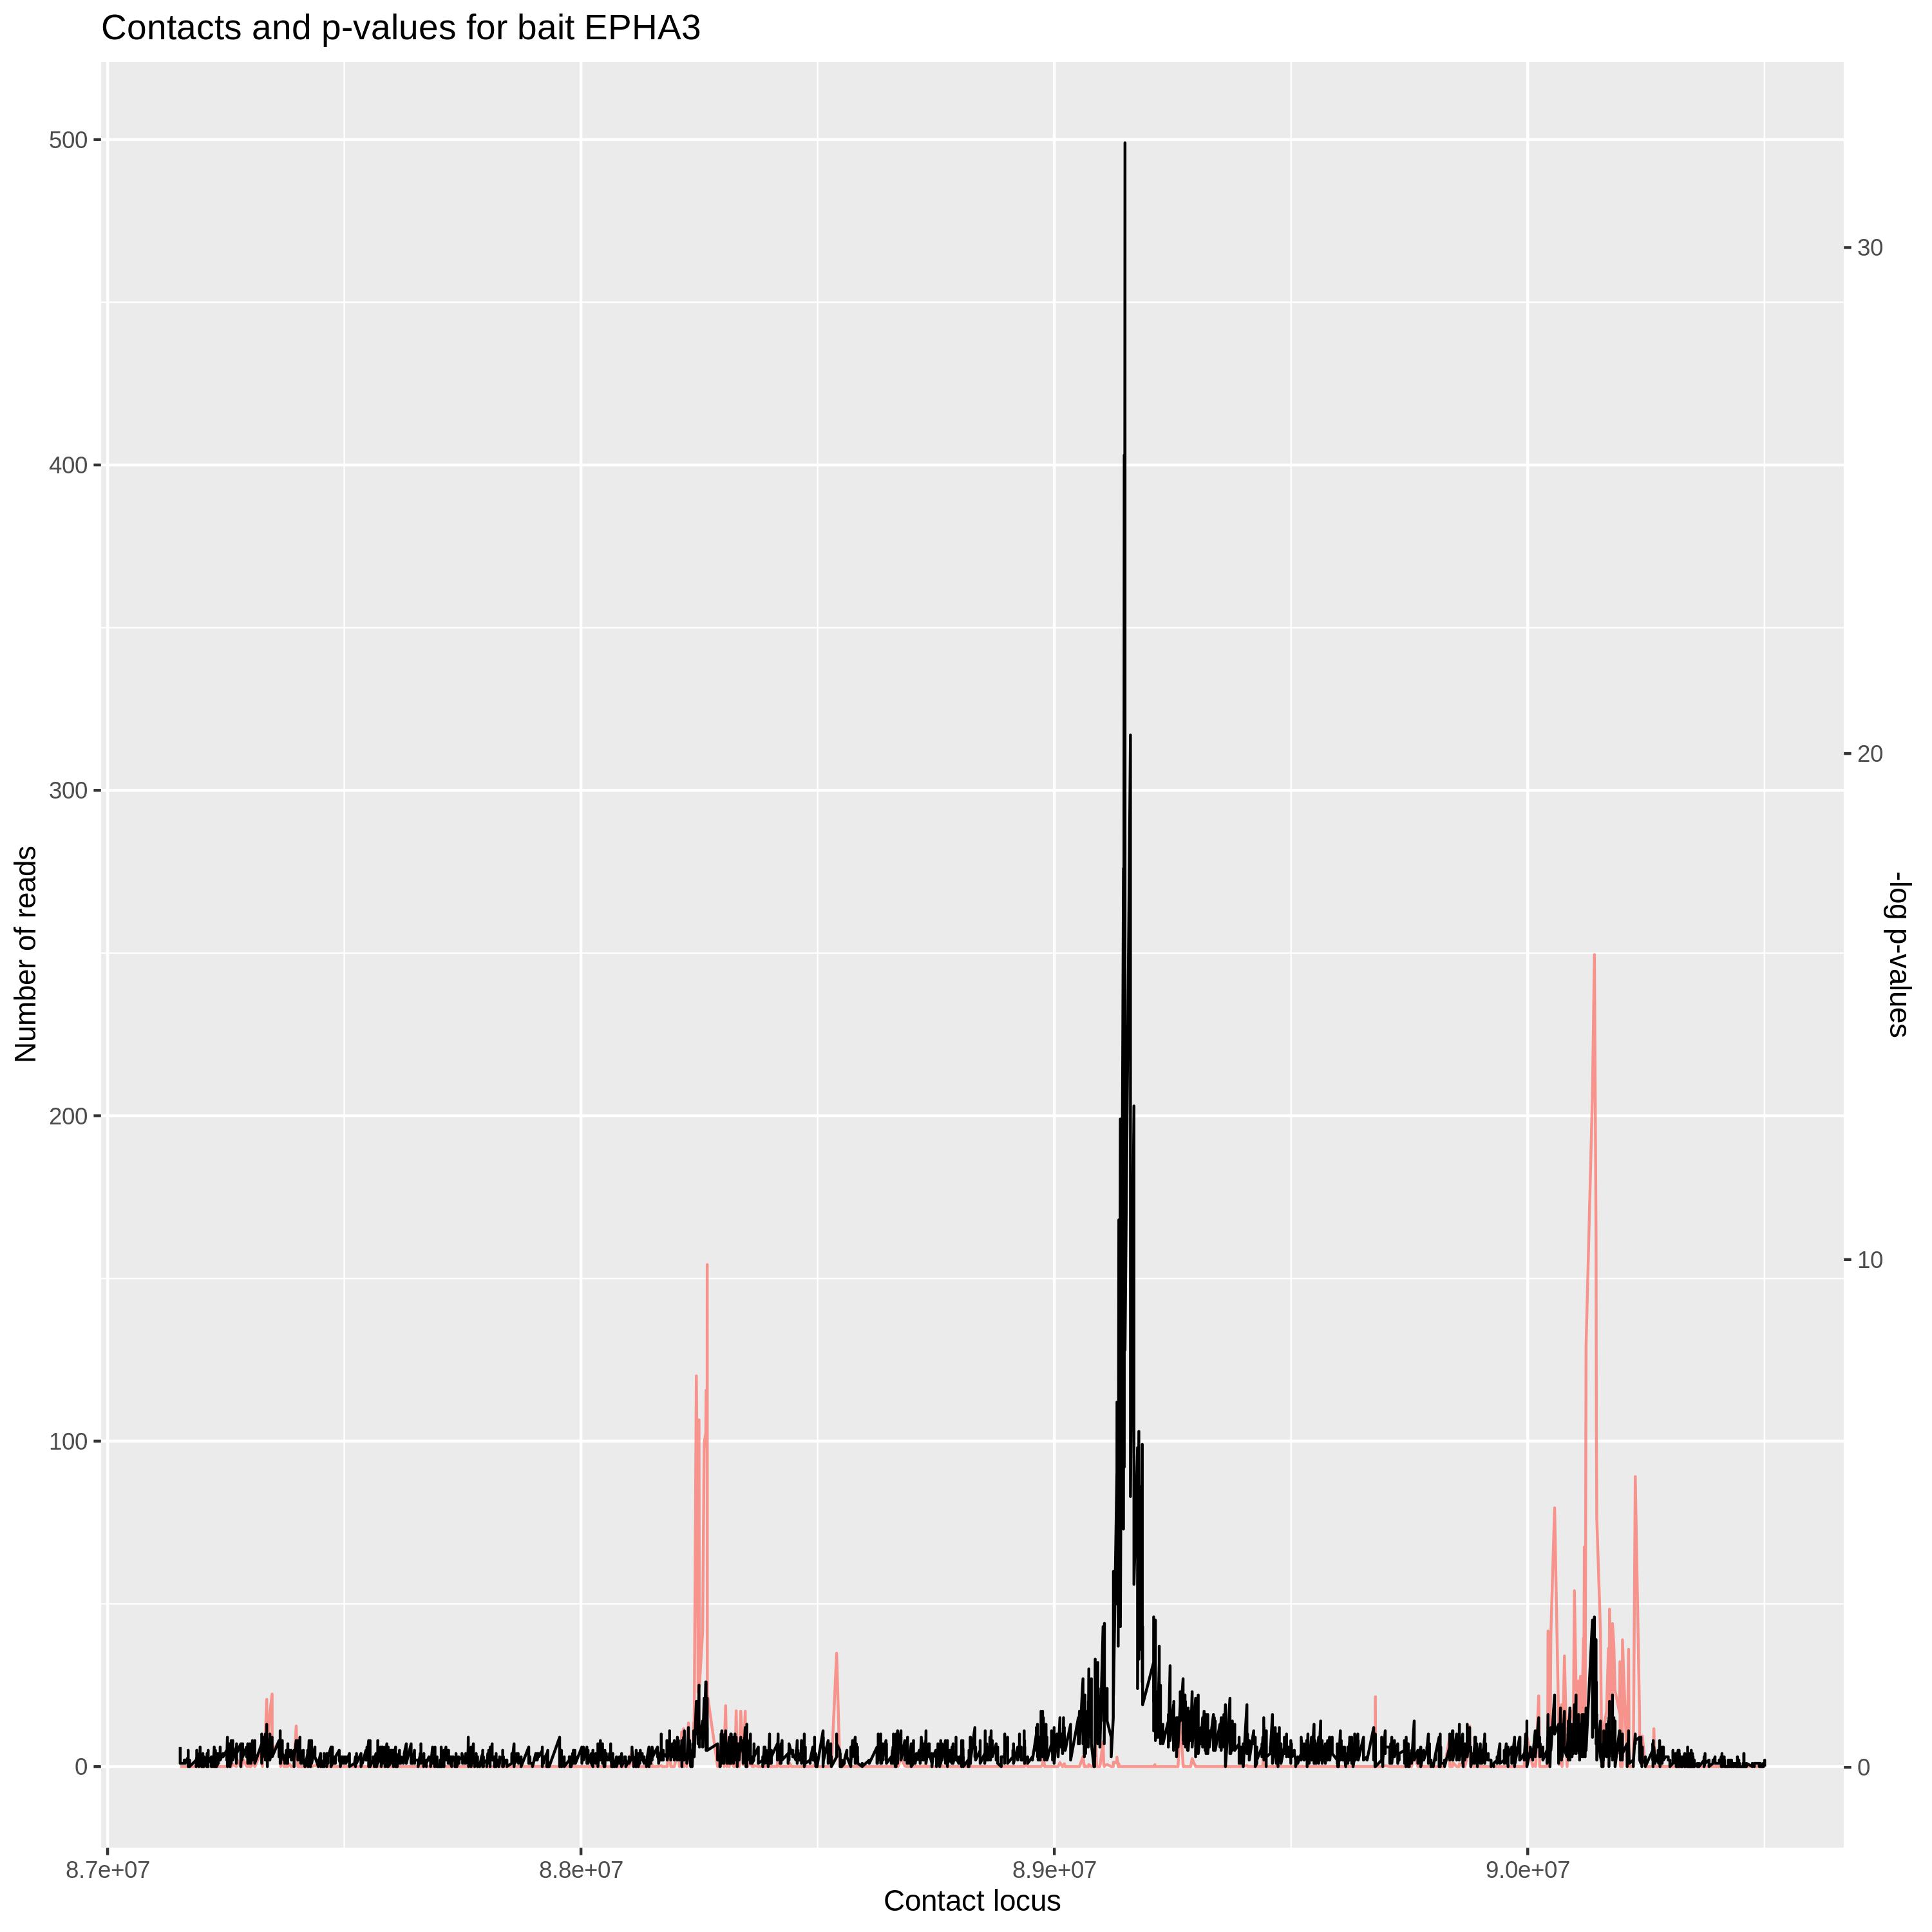 Contacts and p-values for bait EPHA3
500
400
300
200
100
0
Number of reads
30
20
10
0
-log p-values
8.7e+07
8.8e+07
8.9e+07
9.0e+07
Contact locus